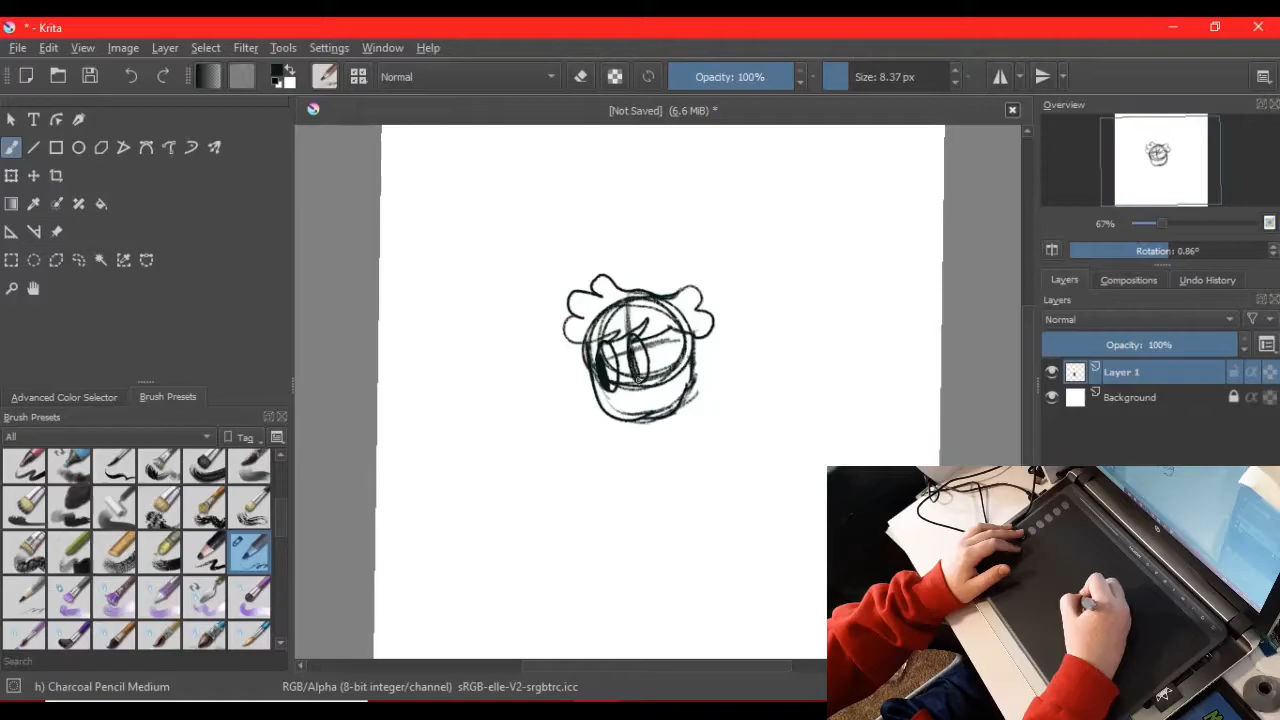 * - Krita
File Edit View Image Layer Select Filter Tools Settings Window Help
Normal
Opacity: 100%
Size: 8.37 px
[Not Saved] (6.6 MiB) *
Overview
67%
Rotation: 0.86°
Layers Compositions Undo History
Layers
Normal
Opacity: 100%
Layer 1
Background
Advanced Color Selector Brush Presets
Brush Presets
All
Tag
Search
h) Charcoal Pencil Medium
RGB/Alpha (8-bit integer/channel) sRGB-elle-V2-srgbtrc.icc